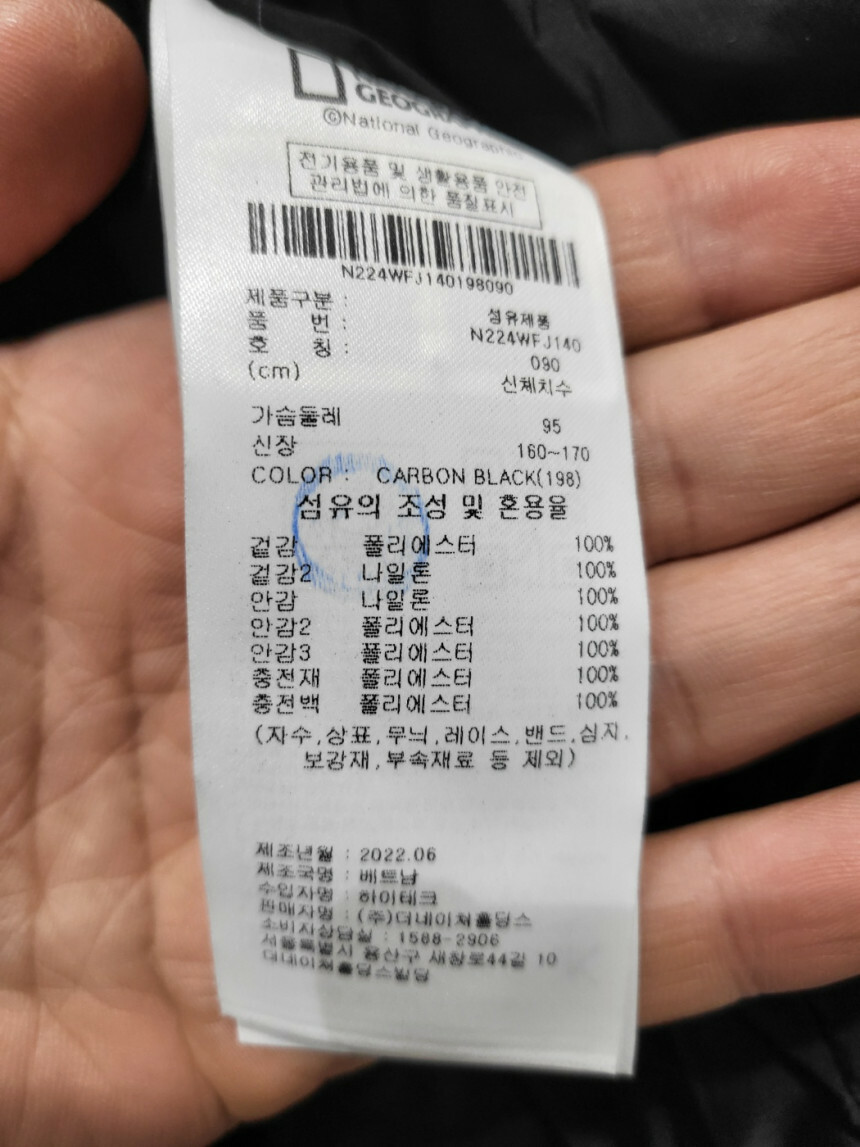 GEOGRAPHIC
©National Geographic
전기용품 및 생활용품 안전
관리법에 의한 품질표시
N224WFJ140198090
제품구분 : 섬유제품
품 번 : N224WFJ140
호 칭 : 090
(cm) 신체치수
가슴둘레 95
신장 160~170
COLOR : CARBON BLACK(198)
섬유의 조성 및 혼용율
겉감 폴리에스터 100%
겉감2 나일론 100%
안감 나일론 100%
안감2 폴리에스터 100%
안감3 폴리에스터 100%
충전재 폴리에스터 100%
충전백 폴리에스터 100%
(자수,상표,무늬,레이스,밴드,심지,
보강재,부속재료 등 제외)
제조년월 : 2022.06
제조국명 : 베트남
수입자명 : 하이테크
판매자명 : (주)더네이쳐홀딩스
소비자상담실 : 1588-2906
서울특별시 용산구 새창로44길 10
더네이쳐홀딩스빌딩